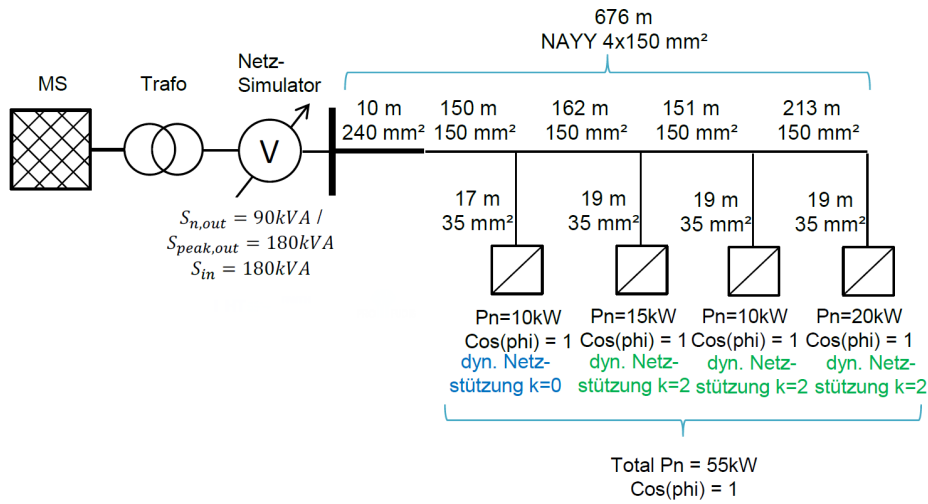 676 m
NAYY 4x150 mm²
MS
Trafo
Netz-
Simulator
10 m
240 mm²
150 m
150 mm²
162 m
150 mm²
151 m
150 mm²
213 m
150 mm²
V
S_{n,out} = 90kVA /
S_{peak,out} = 180kVA
S_{in} = 180kVA
17 m
35 mm²
19 m
35 mm²
19 m
35 mm²
19 m
35 mm²
Pn=10kW
Cos(phi) = 1
dyn. Netz-
stützung k=0
Pn=15kW
Cos(phi) = 1
dyn. Netz-
stützung k=2
Pn=10kW
Cos(phi) = 1
dyn. Netz-
stützung k=2
Pn=20kW
Cos(phi) = 1
dyn. Netz-
stützung k=2
Total Pn = 55kW
Cos(phi) = 1